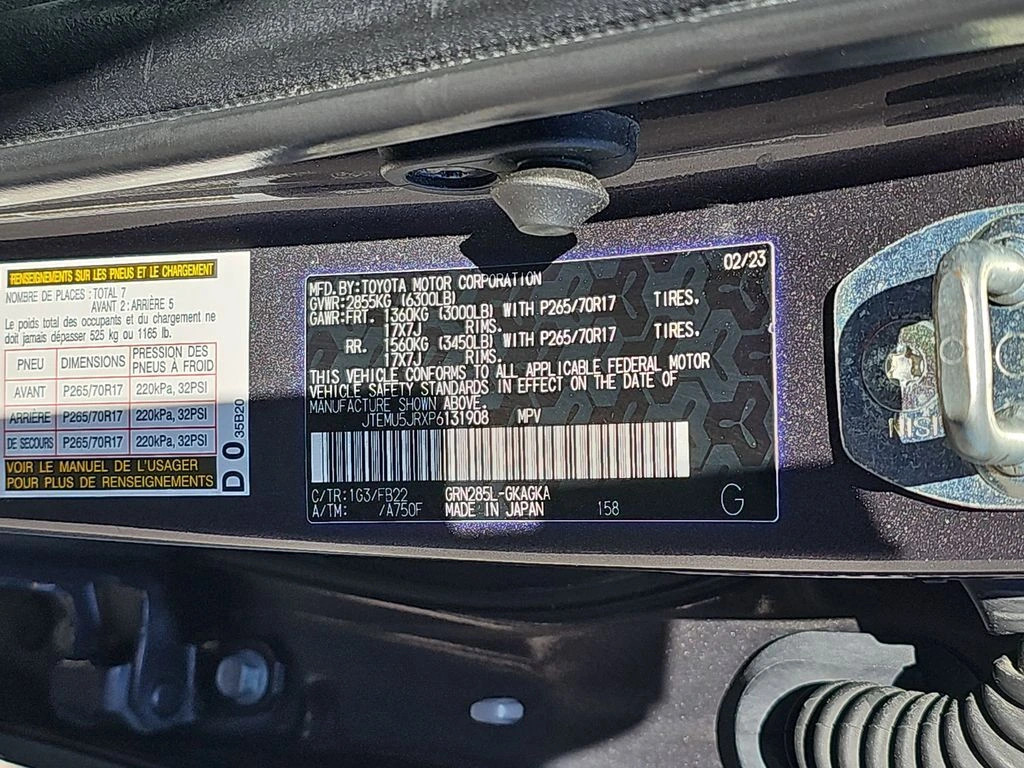 RENSEIGNEMENTS SUR LES PNEUS ET LE CHARGEMENT
NOMBRE DE PLACES : TOTAL 7
AVANT 2 : ARRIÈRE 5
Le poids total des occupants et du chargement ne
doit jamais dépasser 525 kg ou 1165 lb.
PNEU DIMENSIONS PRESSION DES PNEUS À FROID
AVANT P265/70R17 220kPa, 32PSI
ARRIÈRE P265/70R17 220kPa, 32PSI
DE SECOURS P265/70R17 220kPa, 32PSI
VOIR LE MANUEL DE L'USAGER
POUR PLUS DE RENSEIGNEMENTS
D0 35B20
02/23
MFD.BY:TOYOTA MOTOR CORPORATION
GVWR:2855KG (6300LB)
GAWR:FRT. 1360KG (3000LB) WITH P265/70R17 TIRES.
17X7J RIMS.
RR. 1560KG (3450LB) WITH P265/70R17 TIRES.
17X7J RIMS.
THIS VEHICLE CONFORMS TO ALL APPLICABLE FEDERAL MOTOR
VEHICLE SAFETY STANDARDS IN EFFECT ON THE DATE OF
MANUFACTURE SHOWN ABOVE.
JTEMU5JRXP6131908 MPV
C/TR:1G3/FB22 GRN285L-GKAGKA
A/TM: /A750F MADE IN JAPAN 158 G